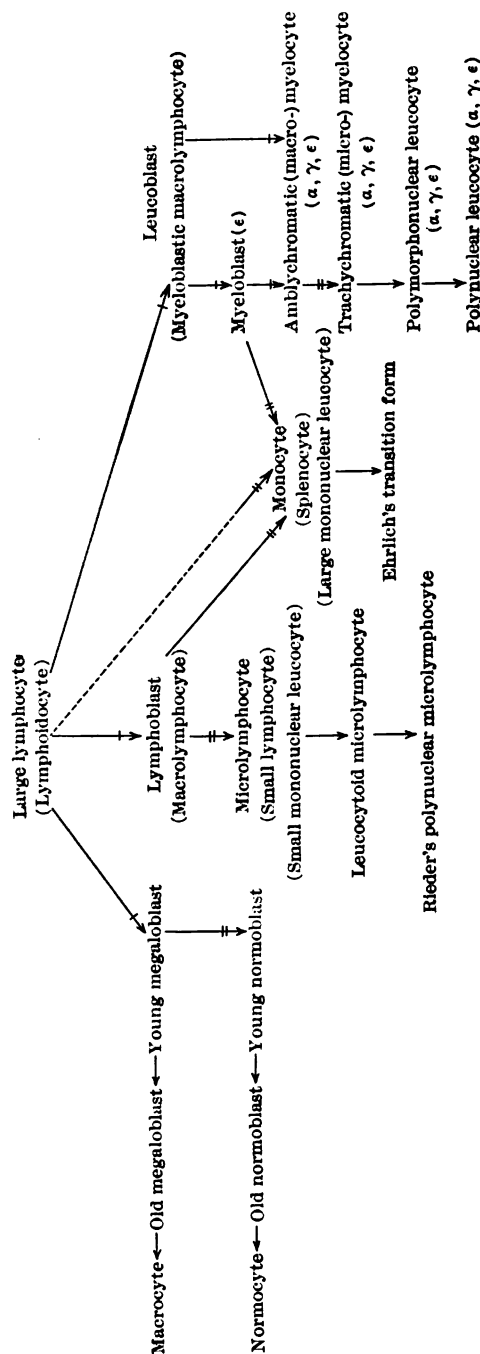 Large lymphocyte
(Lymphoidocyte)
Macrocyte
Old megaloblast
Young megaloblast
Normocyte
Old normoblast
Young normoblast
Lymphoblast
(Macrolymphocyte)
Microlymphocyte
(Small lymphocyte)
(Small mononuclear leucocyte)
Leucocytoid microlymphocyte
Rieder's polynuclear microlymphocyte
Monocyte
(Splenocyte)
(Large mononuclear leucocyte)
Ehrlich's transition form
Leucoblast
(Myeloblastic macrolymphocyte)
Myeloblast (ε)
Amblychromatic (macro-) myelocyte
(α, γ, ε)
Trachychromatic (micro-) myelocyte
(α, γ, ε)
Polymorphonuclear leucocyte
(α, γ, ε)
Polynuclear leucocyte (α, γ, ε)